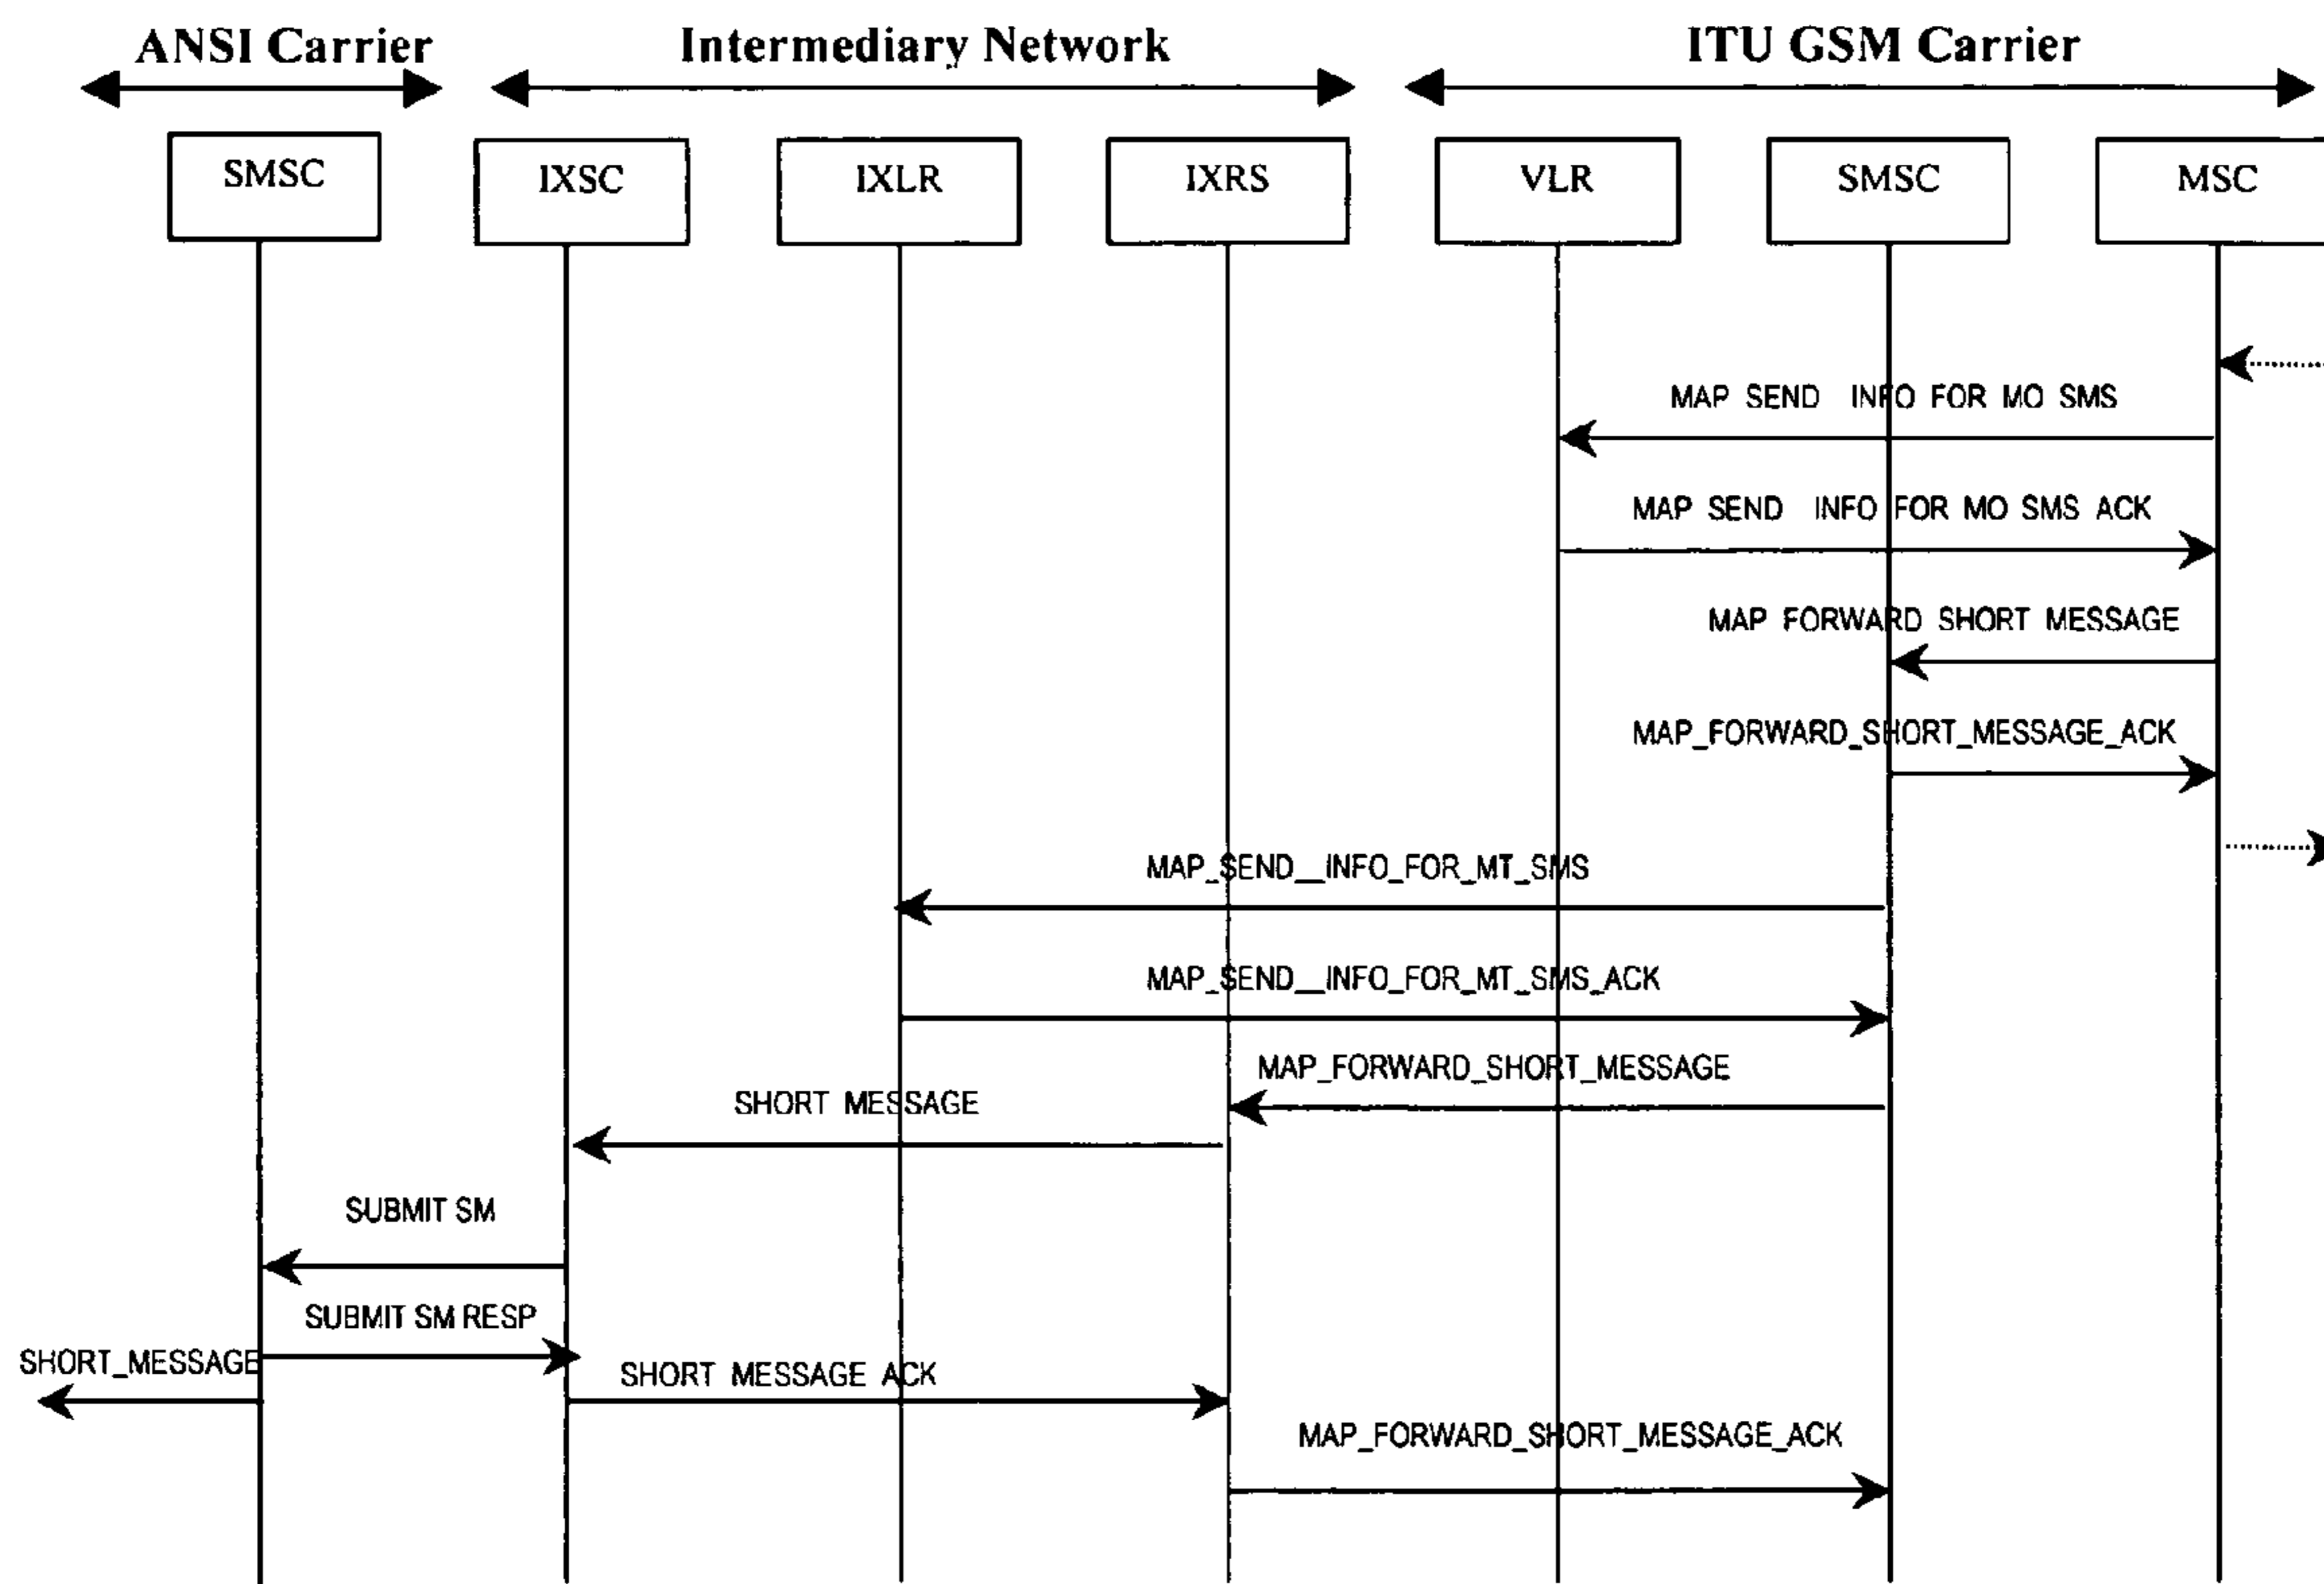 ANSI Carrier
Intermediary Network
ITU GSM Carrier
SMSC
IXSC
IXLR
IXRS
VLR
SMSC
MSC
MAP SEND INFO FOR MO SMS
MAP SEND INFO FOR MO SMS ACK
MAP FORWARD SHORT MESSAGE
MAP_FORWARD_SHORT_MESSAGE_ACK
MAP_SEND__INFO_FOR_MT_SMS
MAP_SEND__INFO_FOR_MT_SMS_ACK
MAP_FORWARD_SHORT_MESSAGE
SHORT MESSAGE
SUBMIT SM
SUBMIT SM RESP
SHORT_MESSAGE
SHORT MESSAGE ACK
MAP_FORWARD_SHORT_MESSAGE_ACK